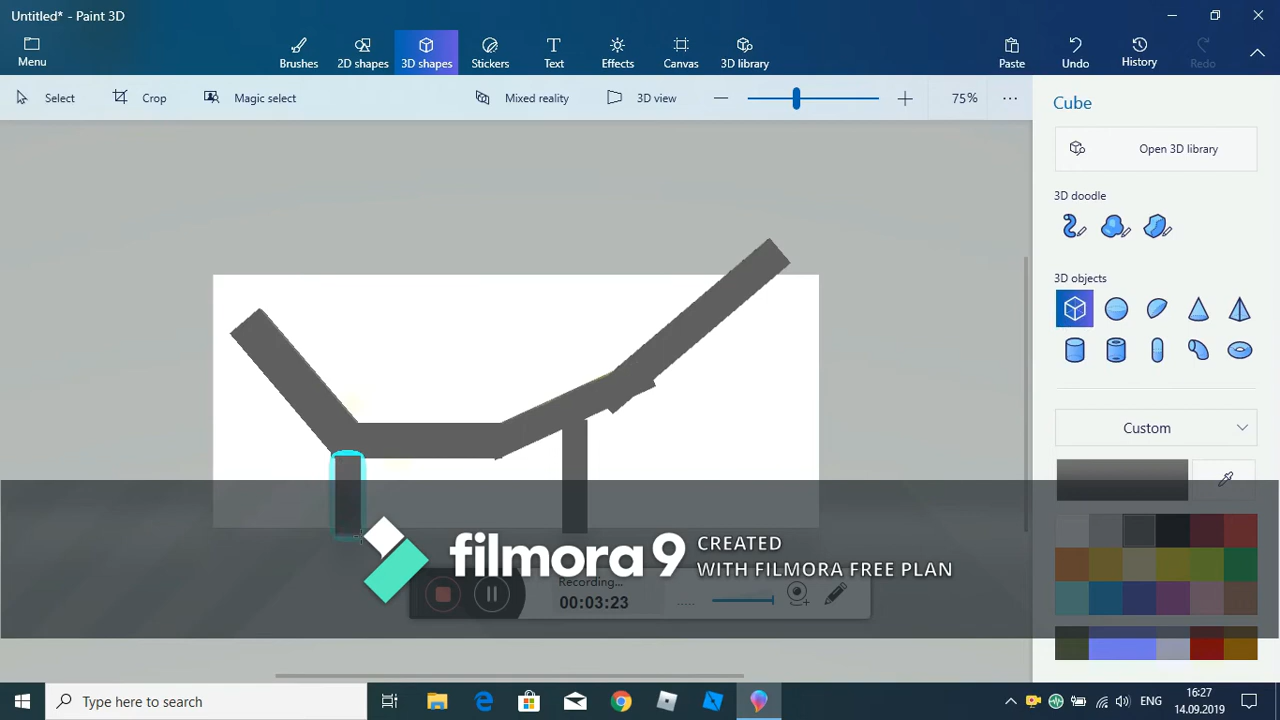 Untitled* - Paint 3D
Menu
Brushes
2D shapes
3D shapes
Stickers
Text
Effects
Canvas
3D library
Paste
Undo
History
Redo
Select
Crop
Magic select
Mixed reality
3D view
75%
Cube
Open 3D library
3D doodle
3D objects
Custom
filmora9
CREATED
WITH FILMORA FREE PLAN
Recording...
00:03:23
Type here to search
ENG
16:27
14.09.2019